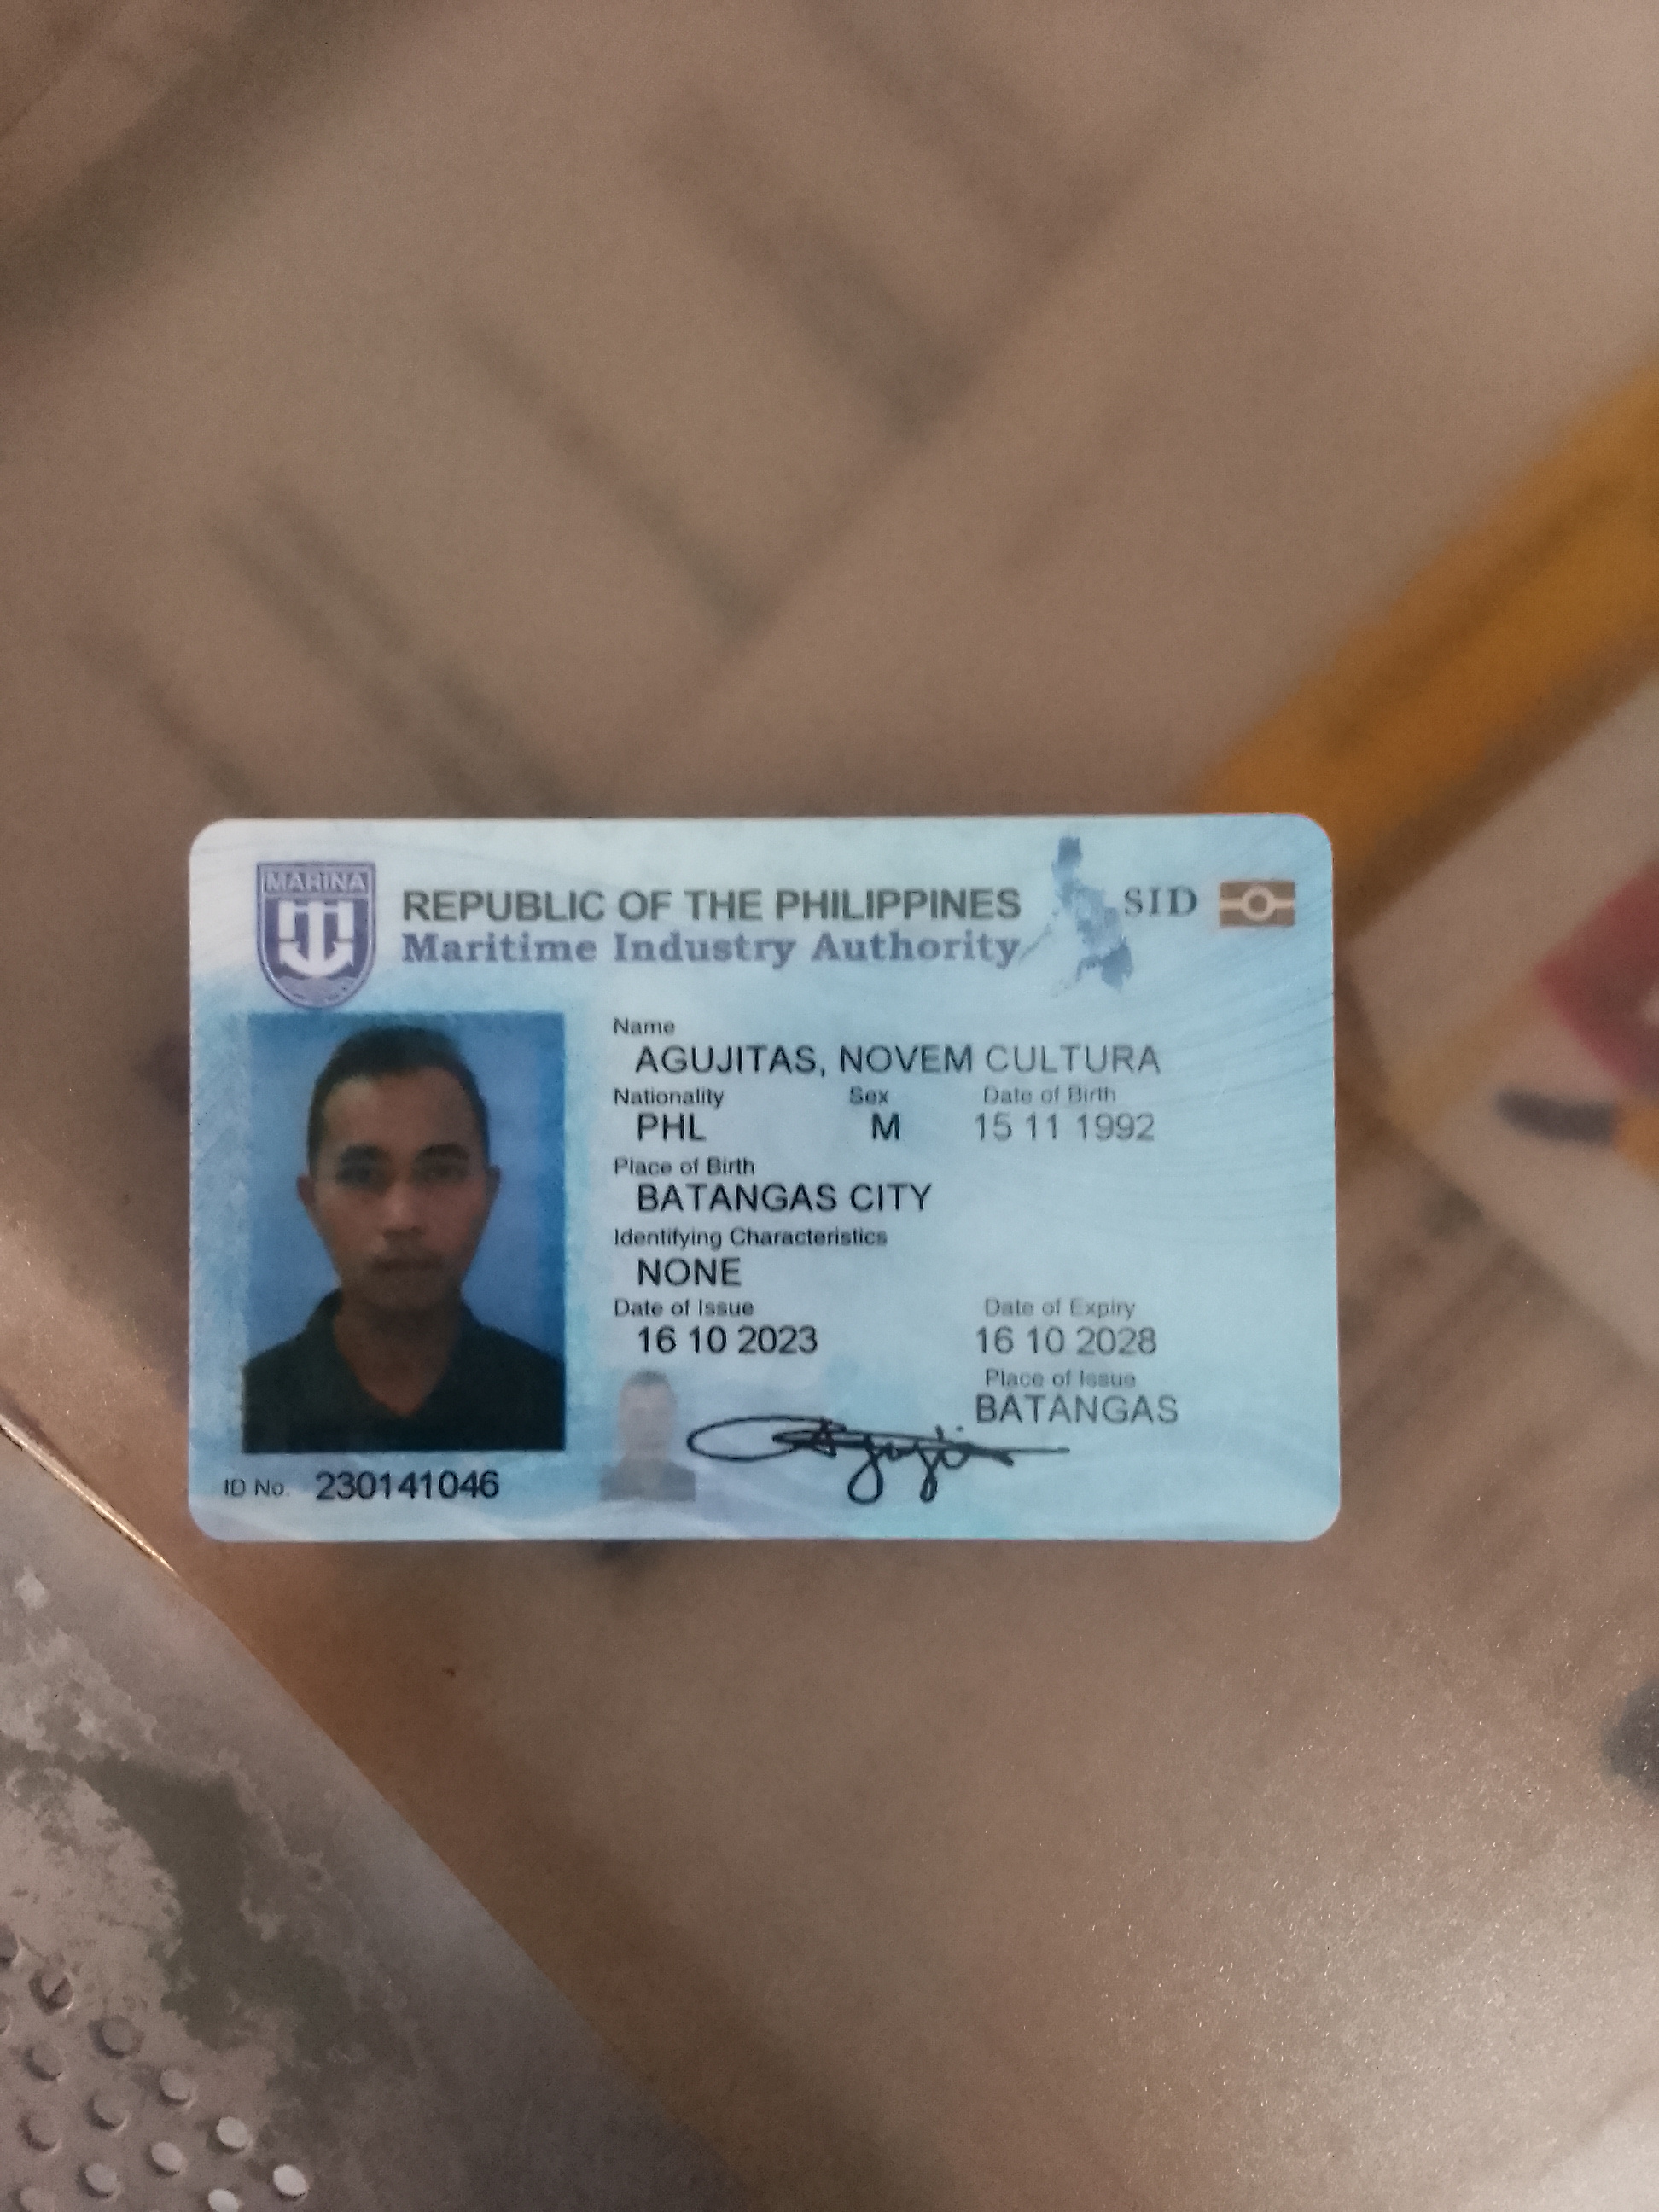 MARINA
REPUBLIC OF THE PHILIPPINES
Maritime Industry Authority
SID
Name
AGUJITAS, NOVEM CULTURA
Nationality Sex Date of Birth
PHL M 15 11 1992
Place of Birth
BATANGAS CITY
Identifying Characteristics
NONE
Date of Issue Date of Expiry
16 10 2023 16 10 2028
Place of Issue
BATANGAS
ID No. 230141046